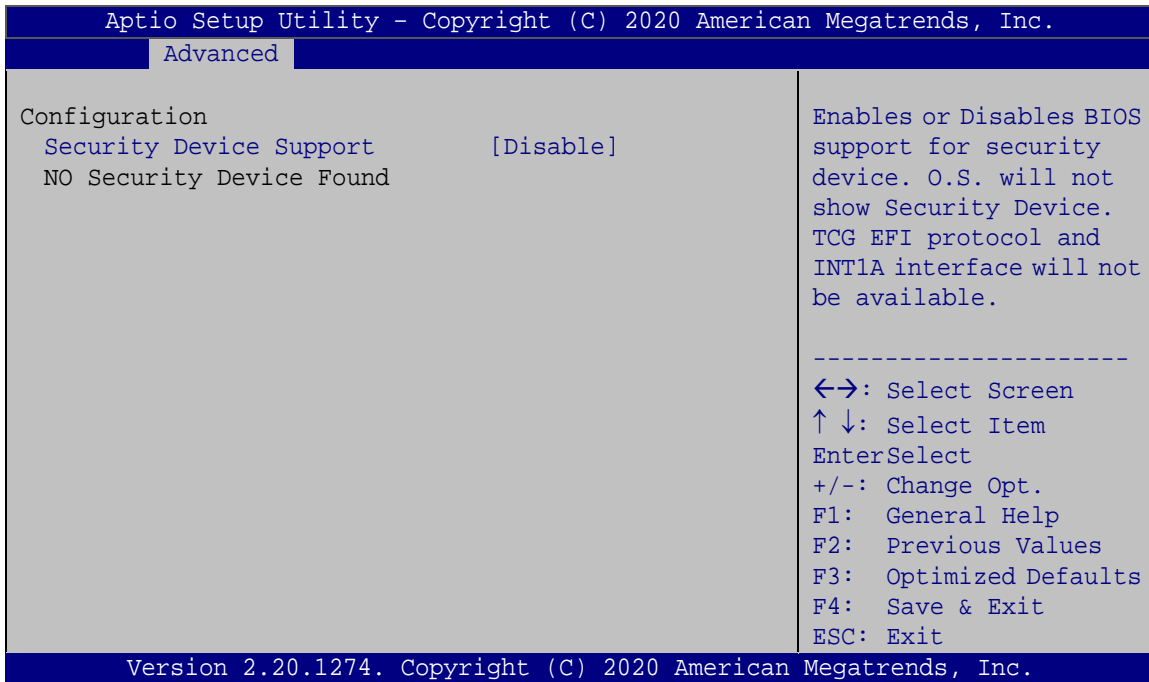 Aptio Setup Utility – Copyright (C) 2020 American Megatrends, Inc.
Advanced
Configuration
Security Device Support [Disable]
NO Security Device Found
Enables or Disables BIOS
support for security
device. O.S. will not
show Security Device.
TCG EFI protocol and
INT1A interface will not
be available.
----------------------
←→: Select Screen
↑ ↓: Select Item
EnterSelect
+/-: Change Opt.
F1: General Help
F2: Previous Values
F3: Optimized Defaults
F4: Save & Exit
ESC: Exit
Version 2.20.1274. Copyright (C) 2020 American Megatrends, Inc.